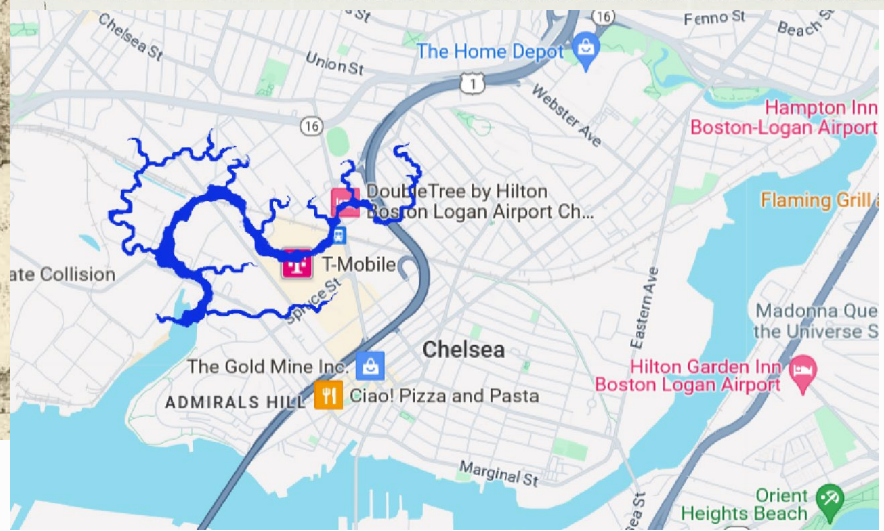 Chelsea St
St
Fenno St
Beach St
16
Union St
The Home Depot
1
Webster Ave
Hampton Inn
Boston-Logan Airport
16
DoubleTree by Hilton
Boston Logan Airport Ch...
Flaming Grill
ate Collision
T-Mobile
Spruce St
Eastern Ave
Madonna Que
the Universe S
Chelsea
The Gold Mine Inc.
Hilton Garden Inn
Boston Logan Airport
ADMIRALS HILL
Ciao! Pizza and Pasta
Marginal St
sea St
Orient
Heights Beach